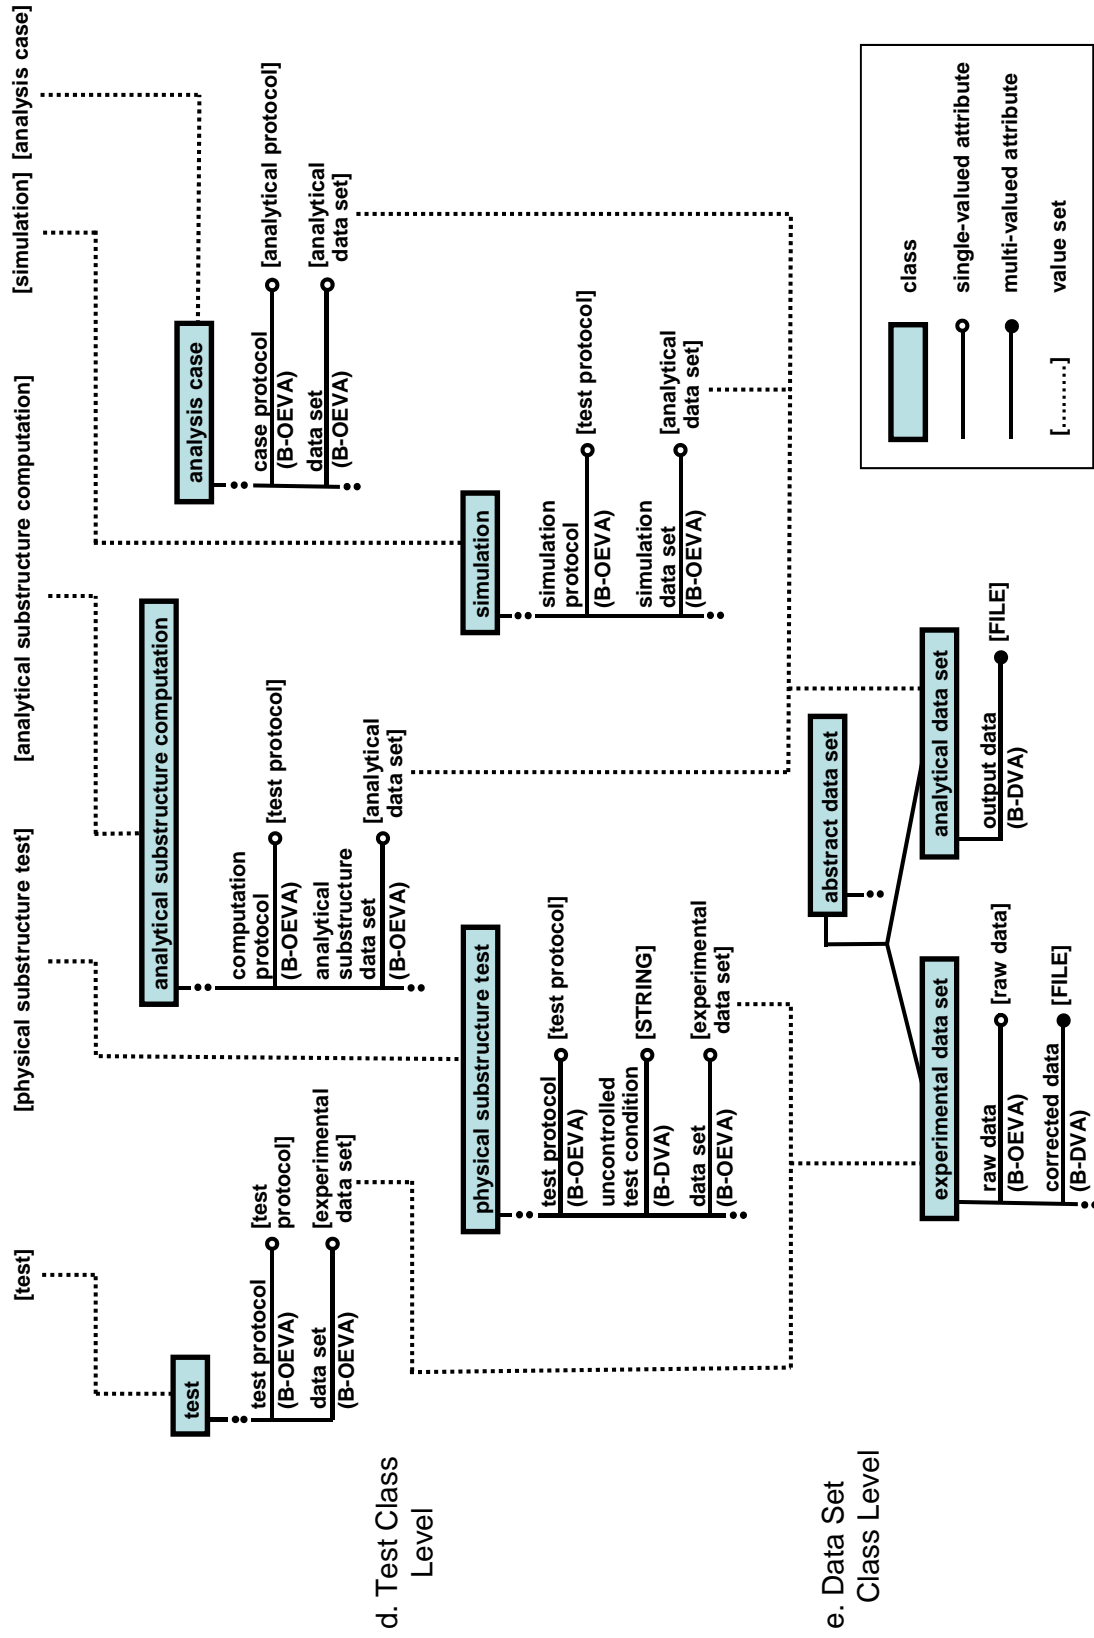 [test]
[physical substructure test]
[analytical substructure computation]
[simulation]
[analysis case]
d. Test Class
Level
test
test protocol
(B-OEVA)
[test
protocol]
data set
(B-OEVA)
[experimental
data set]
analytical substructure computation
computation
protocol
(B-OEVA)
[test protocol]
analytical
substructure
data set
(B-OEVA)
[analytical
data set]
analysis case
case protocol
(B-OEVA)
[analytical protocol]
data set
(B-OEVA)
[analytical
data set]
physical substructure test
test protocol
(B-OEVA)
[test protocol]
uncontrolled
test condition
(B-DVA)
[STRING]
data set
(B-OEVA)
[experimental
data set]
simulation
simulation
protocol
(B-OEVA)
[test protocol]
simulation
data set
(B-OEVA)
[analytical
data set]
e. Data Set
Class Level
abstract data set
experimental data set
raw data
(B-OEVA)
[raw data]
corrected data
(B-DVA)
[FILE]
analytical data set
output data
(B-DVA)
[FILE]
class
single-valued attribute
multi-valued attribute
[.........]
value set